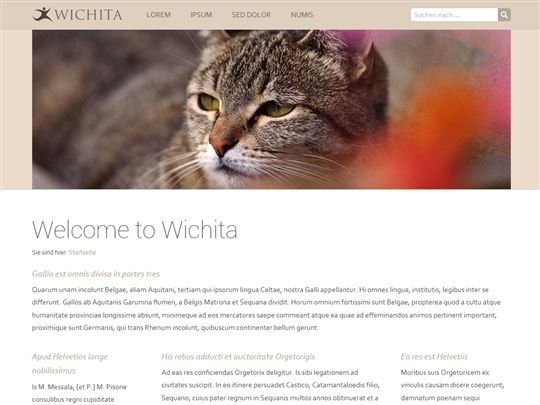 WICHITA LOREM IPSUM SED DOLOR NUMIS Suchen nach ...
Welcome to Wichita
Sie sind hier: Startseite
Gallia est omnis divisa in partes tres
Quarum unam incolunt Belgae, aliam Aquitani, tertiam qui ipsorum lingua Celtae, nostra Galli appellantur. Hi omnes lingua, institutis, legibus inter se
differunt. Gallos ab Aquitanis Garumna flumen, a Belgis Matrona et Sequana dividit. Horum omnium fortissimi sunt Belgae, propterea quod a cultu atque
humanitate provinciae longissime absunt, minimeque ad eos mercatores saepe commeant atque ea quae ad effeminandos animos pertinent important,
proximique sunt Germanis, qui trans Rhenum incolunt, quibuscum continenter bellum gerunt.
Apud Helvetios longe
nobilissimus
Is M. Messala, [et P.] M. Pisone
consulibus regni cupiditate
His rebus adducti et auctoritate Orgetorigis
Ad eas res conficiendas Orgetorix deligitur. Is sibi legationem ad
civitates suscipit. In eo itinere persuadet Castico, Catamantaloedis filio,
Sequano, cuius pater regnum in Sequanis multos annos obtinuerat et a
Ea res est Helvetiis
Moribus suis Orgetoricem ex
vinculis causam dicere coegerunt;
damnatum poenam sequi